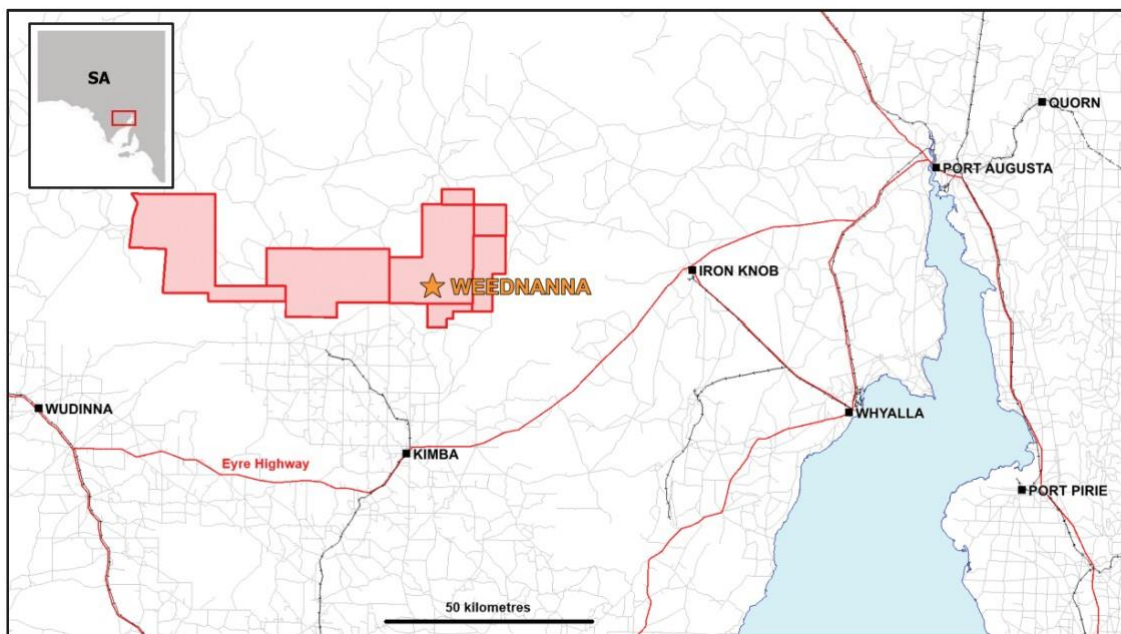 SA
QUORN
PORT AUGUSTA
IRON KNOB
WEEDNANNA
WUDINNA
WHYALLA
KIMBA
Eyre Highway
PORT PIRIE
50 kilometres